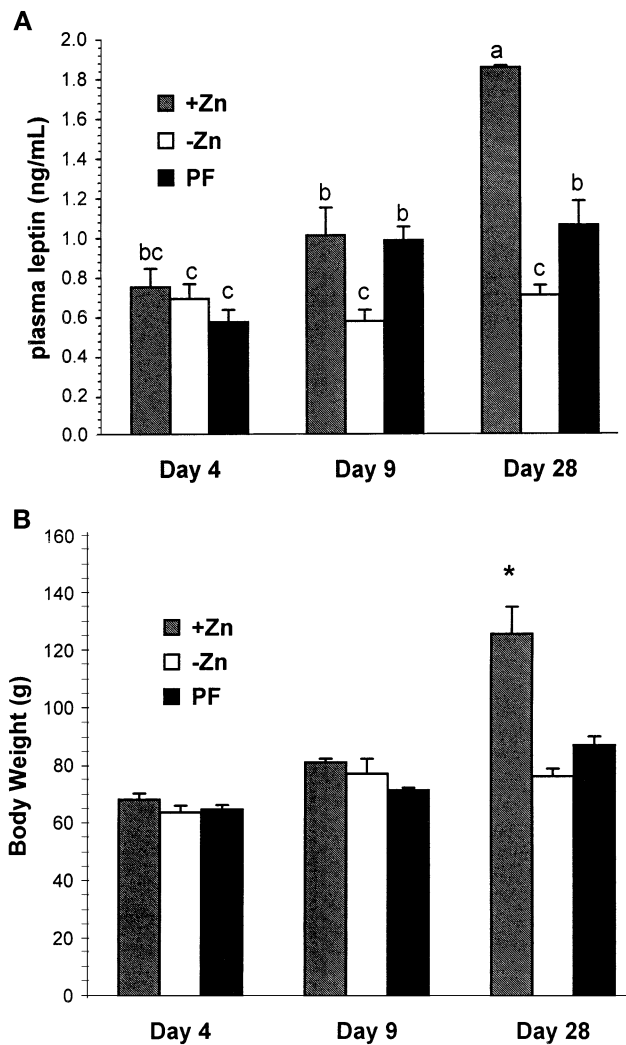 A
plasma leptin (ng/mL)
2.0
1.8
1.6
1.4
1.2
1.0
0.8
0.6
0.4
0.2
0.0
+Zn
-Zn
PF
bc
c
c
b
c
b
a
c
b
Day 4
Day 9
Day 28
B
Body Weight (g)
160
140
120
100
80
60
40
20
0
+Zn
-Zn
PF
*
Day 4
Day 9
Day 28